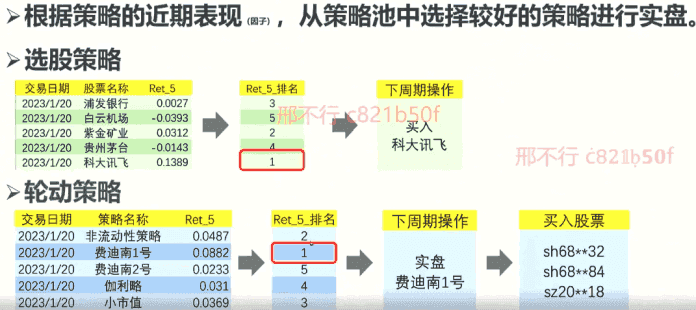 ➢根据策略的近期表现(因子)，从策略池中选择较好的策略进行实盘。
➢选股策略
交易日期 股票名称 Ret_5 Ret_5_排名 下周期操作
2023/1/20 浦发银行 0.0027 3
2023/1/20 白云机场 -0.0393 5
2023/1/20 紫金矿业 0.0312 2
2023/1/20 贵州茅台 -0.0143 4
2023/1/20 科大讯飞 0.1389 1
买入
科大讯飞
邢不行 c821b50f
邢不行 c821b50f
➢轮动策略
交易日期 策略名称 Ret_5 Ret_5_排名 下周期操作 买入股票
2023/1/20 非流动性策略 0.0487 2
2023/1/20 费迪南1号 0.0882 1
2023/1/20 费迪南2号 0.0233 5
2023/1/20 伽利略 0.031 4
2023/1/20 小市值 0.0369 3
实盘
费迪南1号
sh68**32
sh68**84
sz20**18